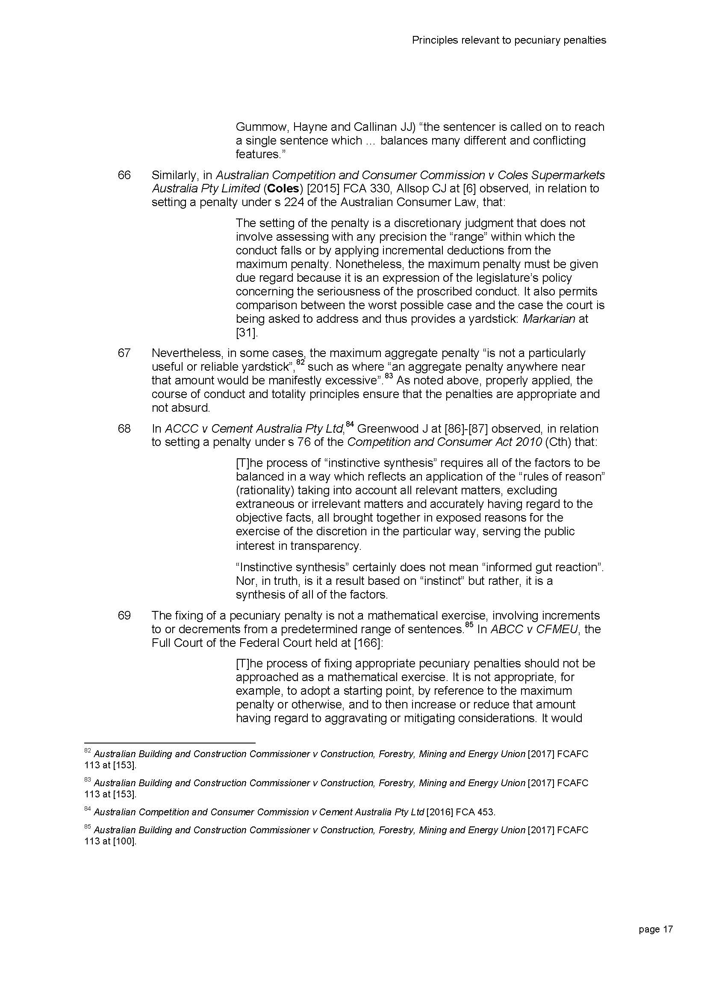 Principles relevant to pecuniary penalties
Gummow, Hayne and Callinan JJ) “the sentencer is called on to reach
a single sentence which ... balances many different and conflicting
features.”
66 Similarly, in Australian Competition and Consumer Commission v Coles Supermarkets
Australia Pty Limited (Coles) [2015] FCA 330, Allsop CJ at [6] observed, in relation to
setting a penalty under s 224 of the Australian Consumer Law, that:
The setting of the penalty is a discretionary judgment that does not
involve assessing with any precision the “range” within which the
conduct falls or by applying incremental deductions from the
maximum penalty. Nonetheless, the maximum penalty must be given
due regard because it is an expression of the legislature’s policy
concerning the seriousness of the proscribed conduct. It also permits
comparison between the worst possible case and the case the court is
being asked to address and thus provides a yardstick: Markarian at
[31].
67 Nevertheless, in some cases, the maximum aggregate penalty “is not a particularly
useful or reliable yardstick”,82 such as where “an aggregate penalty anywhere near
that amount would be manifestly excessive”.83 As noted above, properly applied, the
course of conduct and totality principles ensure that the penalties are appropriate and
not absurd.
68 In ACCC v Cement Australia Pty Ltd,84 Greenwood J at [86]-[87] observed, in relation
to setting a penalty under s 76 of the Competition and Consumer Act 2010 (Cth) that:
[T]he process of “instinctive synthesis” requires all of the factors to be
balanced in a way which reflects an application of the “rules of reason”
(rationality) taking into account all relevant matters, excluding
extraneous or irrelevant matters and accurately having regard to the
objective facts, all brought together in exposed reasons for the
exercise of the discretion in the particular way, serving the public
interest in transparency.
“Instinctive synthesis” certainly does not mean “informed gut reaction”.
Nor, in truth, is it a result based on “instinct” but rather, it is a
synthesis of all of the factors.
69 The fixing of a pecuniary penalty is not a mathematical exercise, involving increments
to or decrements from a predetermined range of sentences.85 In ABCC v CFMEU, the
Full Court of the Federal Court held at [166]:
[T]he process of fixing appropriate pecuniary penalties should not be
approached as a mathematical exercise. It is not appropriate, for
example, to adopt a starting point, by reference to the maximum
penalty or otherwise, and to then increase or reduce that amount
having regard to aggravating or mitigating considerations. It would
82 Australian Building and Construction Commissioner v Construction, Forestry, Mining and Energy Union [2017] FCAFC
113 at [153].
83 Australian Building and Construction Commissioner v Construction, Forestry, Mining and Energy Union [2017] FCAFC
113 at [153].
84 Australian Competition and Consumer Commission v Cement Australia Pty Ltd [2016] FCA 453.
85 Australian Building and Construction Commissioner v Construction, Forestry, Mining and Energy Union [2017] FCAFC
113 at [100].
page 17